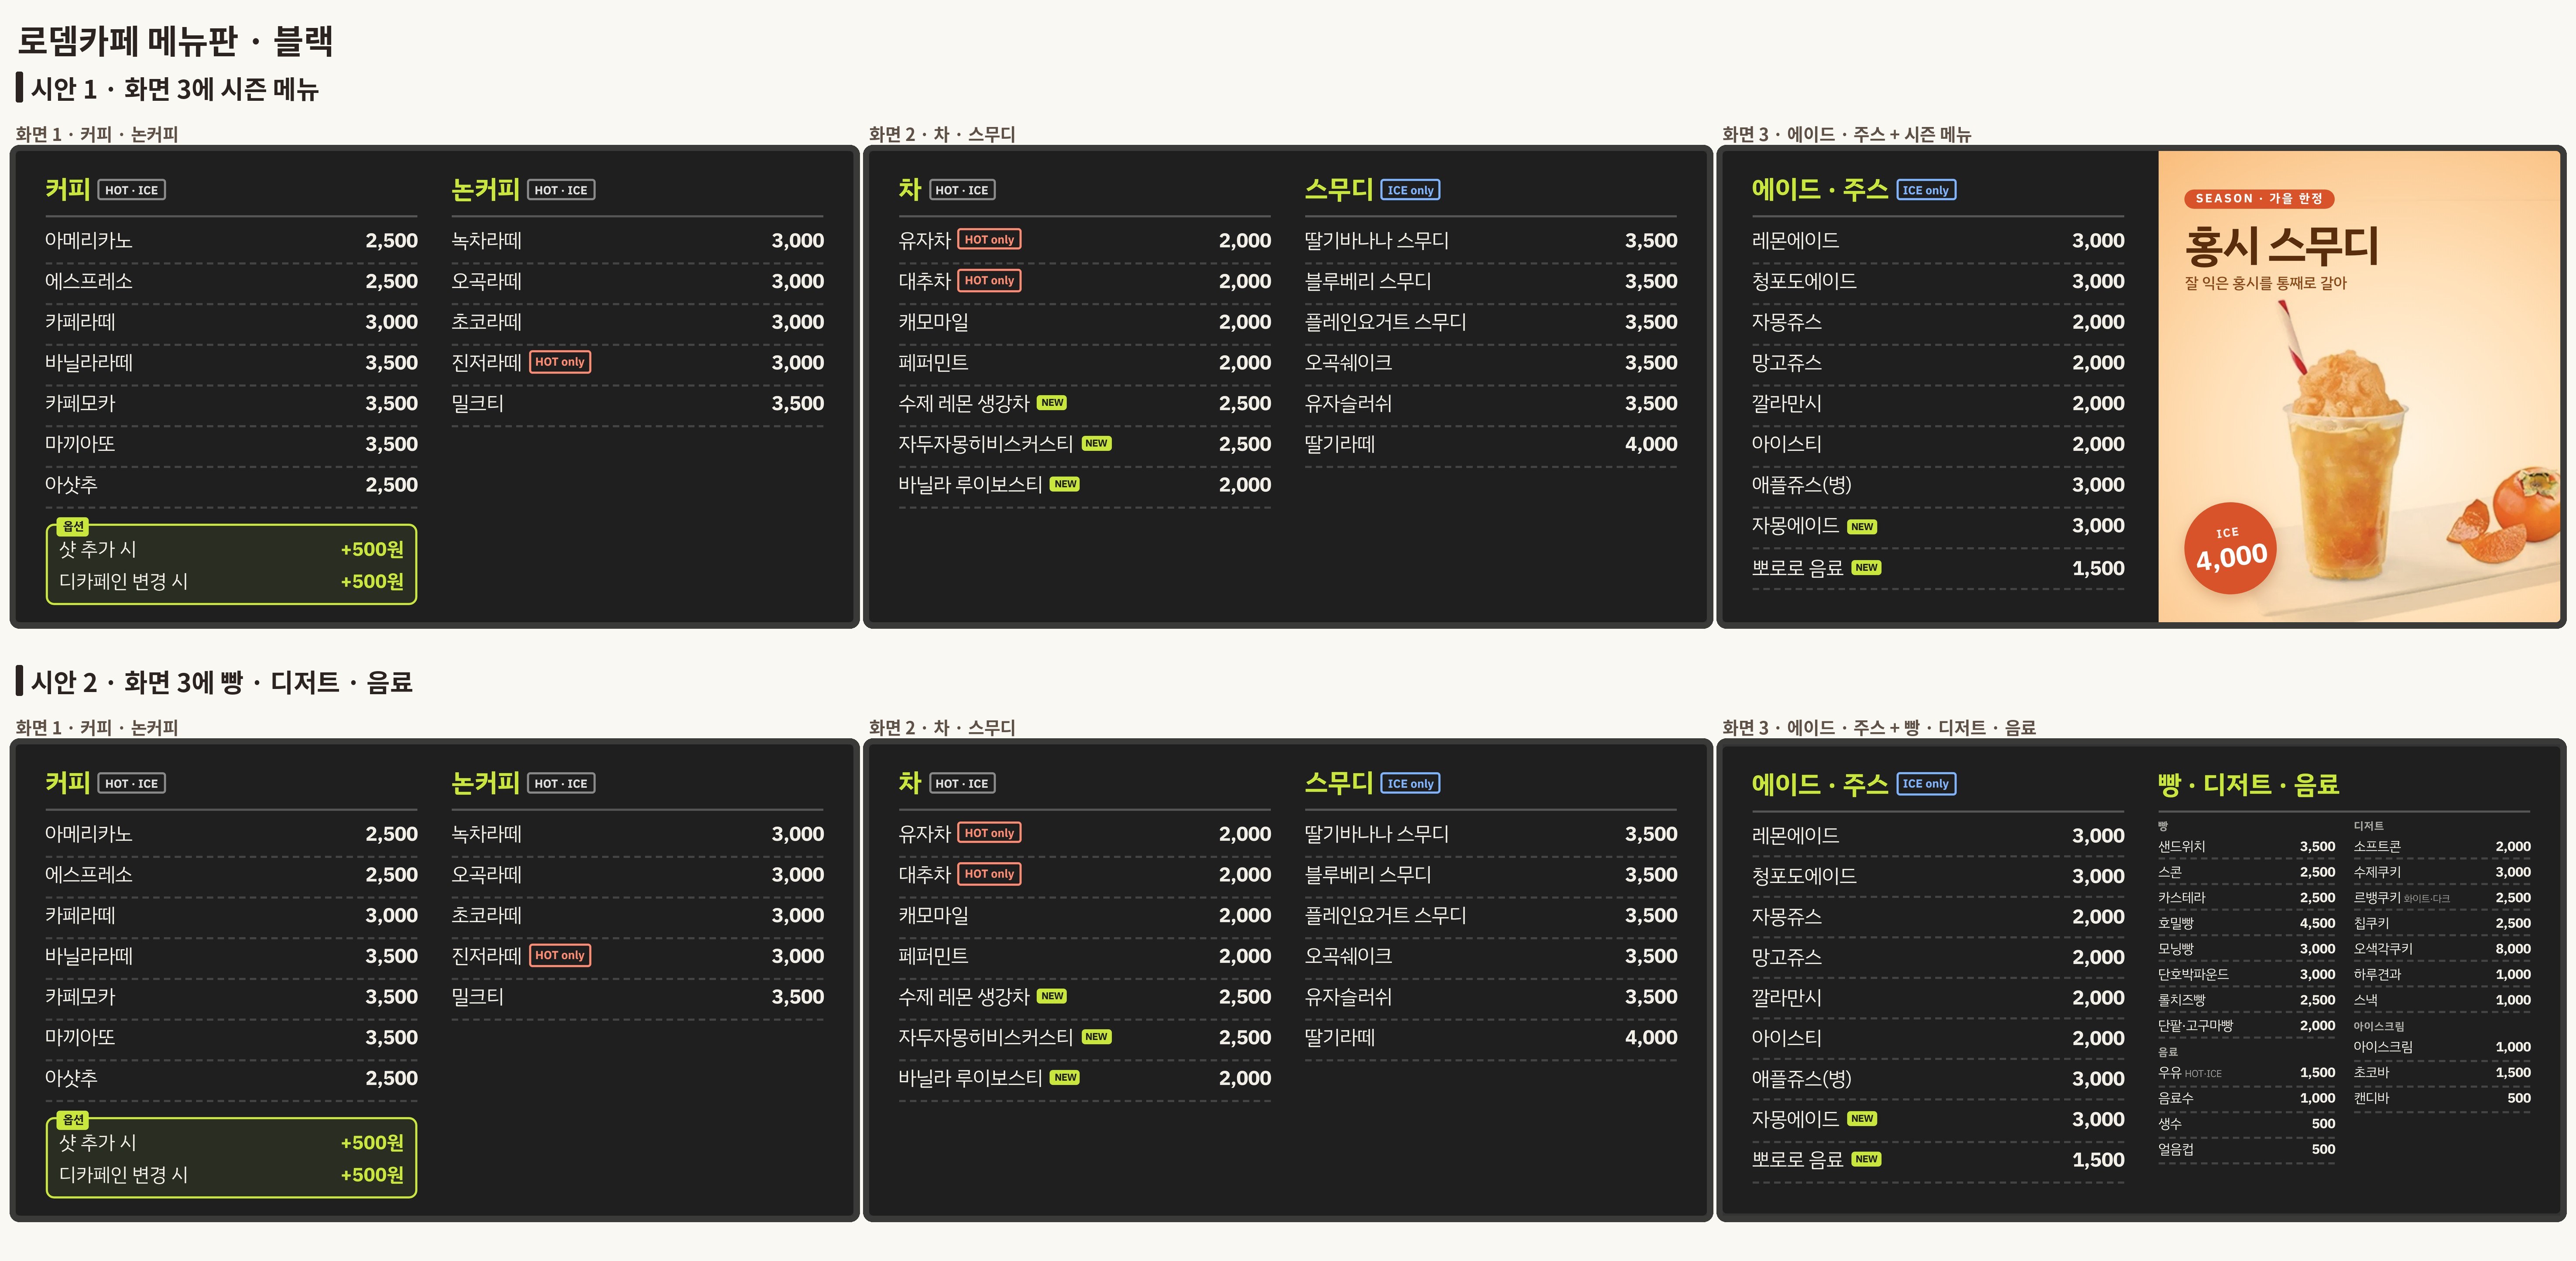 로뎀카페 메뉴판 · 블랙
시안 1 · 화면 3에 시즌 메뉴
화면 1 · 커피 · 논커피
커피 HOT · ICE
아메리카노 2,500
에스프레소 2,500
카페라떼 3,000
바닐라라떼 3,500
카페모카 3,500
마끼아또 3,500
아샷추 2,500
옵션
샷 추가 시 +500원
디카페인 변경 시 +500원
논커피 HOT · ICE
녹차라떼 3,000
오곡라떼 3,000
초코라떼 3,000
진저라떼 HOT only 3,000
밀크티 3,500
화면 2 · 차 · 스무디
차 HOT · ICE
유자차 HOT only 2,000
대추차 HOT only 2,000
캐모마일 2,000
페퍼민트 2,000
수제 레몬 생강차 NEW 2,500
자두자몽히비스커스티 NEW 2,500
바닐라 루이보스티 NEW 2,000
스무디 ICE only
딸기바나나 스무디 3,500
블루베리 스무디 3,500
플레인요거트 스무디 3,500
오곡쉐이크 3,500
유자슬러쉬 3,500
딸기라떼 4,000
화면 3 · 에이드 · 주스 + 시즌 메뉴
에이드 · 주스 ICE only
레몬에이드 3,000
청포도에이드 3,000
자몽쥬스 2,000
망고쥬스 2,000
깔라만시 2,000
아이스티 2,000
애플쥬스(병) 3,000
자몽에이드 NEW 3,000
뽀로로 음료 NEW 1,500
SEASON · 가을 한정
홍시 스무디
잘 익은 홍시를 통째로 갈아
ICE
4,000
시안 2 · 화면 3에 빵 · 디저트 · 음료
화면 1 · 커피 · 논커피
커피 HOT · ICE
아메리카노 2,500
에스프레소 2,500
카페라떼 3,000
바닐라라떼 3,500
카페모카 3,500
마끼아또 3,500
아샷추 2,500
옵션
샷 추가 시 +500원
디카페인 변경 시 +500원
논커피 HOT · ICE
녹차라떼 3,000
오곡라떼 3,000
초코라떼 3,000
진저라떼 HOT only 3,000
밀크티 3,500
화면 2 · 차 · 스무디
차 HOT · ICE
유자차 HOT only 2,000
대추차 HOT only 2,000
캐모마일 2,000
페퍼민트 2,000
수제 레몬 생강차 NEW 2,500
자두자몽히비스커스티 NEW 2,500
바닐라 루이보스티 NEW 2,000
스무디 ICE only
딸기바나나 스무디 3,500
블루베리 스무디 3,500
플레인요거트 스무디 3,500
오곡쉐이크 3,500
유자슬러쉬 3,500
딸기라떼 4,000
화면 3 · 에이드 · 주스 + 빵 · 디저트 · 음료
에이드 · 주스 ICE only
레몬에이드 3,000
청포도에이드 3,000
자몽쥬스 2,000
망고쥬스 2,000
깔라만시 2,000
아이스티 2,000
애플쥬스(병) 3,000
자몽에이드 NEW 3,000
뽀로로 음료 NEW 1,500
빵 · 디저트 · 음료
빵
샌드위치 3,500
스콘 2,500
카스테라 2,500
호밀빵 4,500
모닝빵 3,000
단호박파운드 3,000
롤치즈빵 2,500
단팥·고구마빵 2,000
음료
우유 HOT·ICE 1,500
음료수 1,000
생수 500
얼음컵 500
디저트
소프트콘 2,000
수제쿠키 3,000
르뱅쿠키 화이트·다크 2,500
칩쿠키 2,500
오색각쿠키 8,000
하루견과 1,000
스낵 1,000
아이스크림
아이스크림 1,000
초코바 1,500
캔디바 500